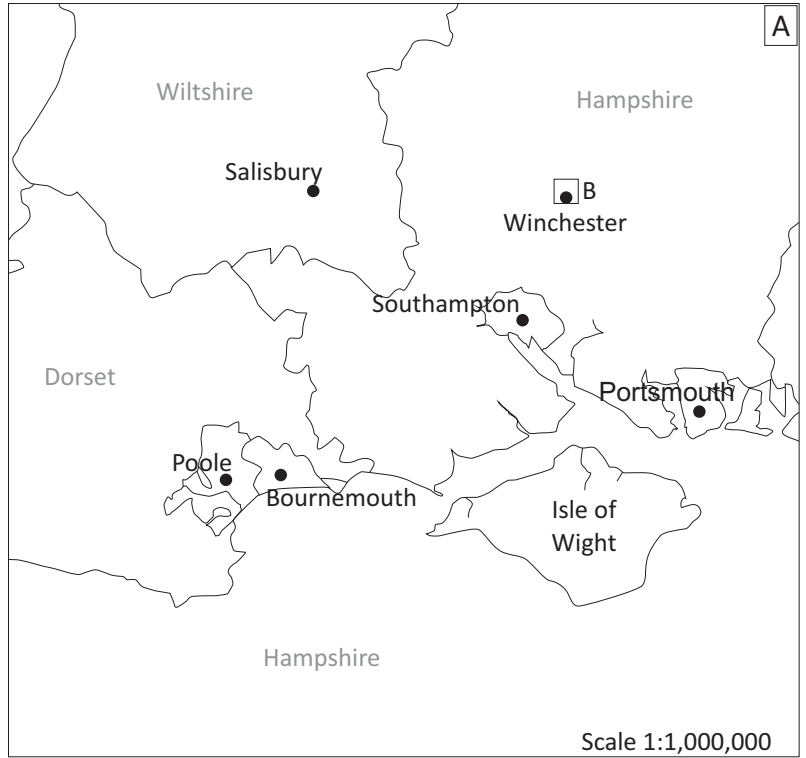 A
Wiltshire
Hampshire
Salisbury
B
Winchester
Southampton
Dorset
Portsmouth
Poole
Bournemouth
Isle of
Wight
Hampshire
Scale 1:1,000,000